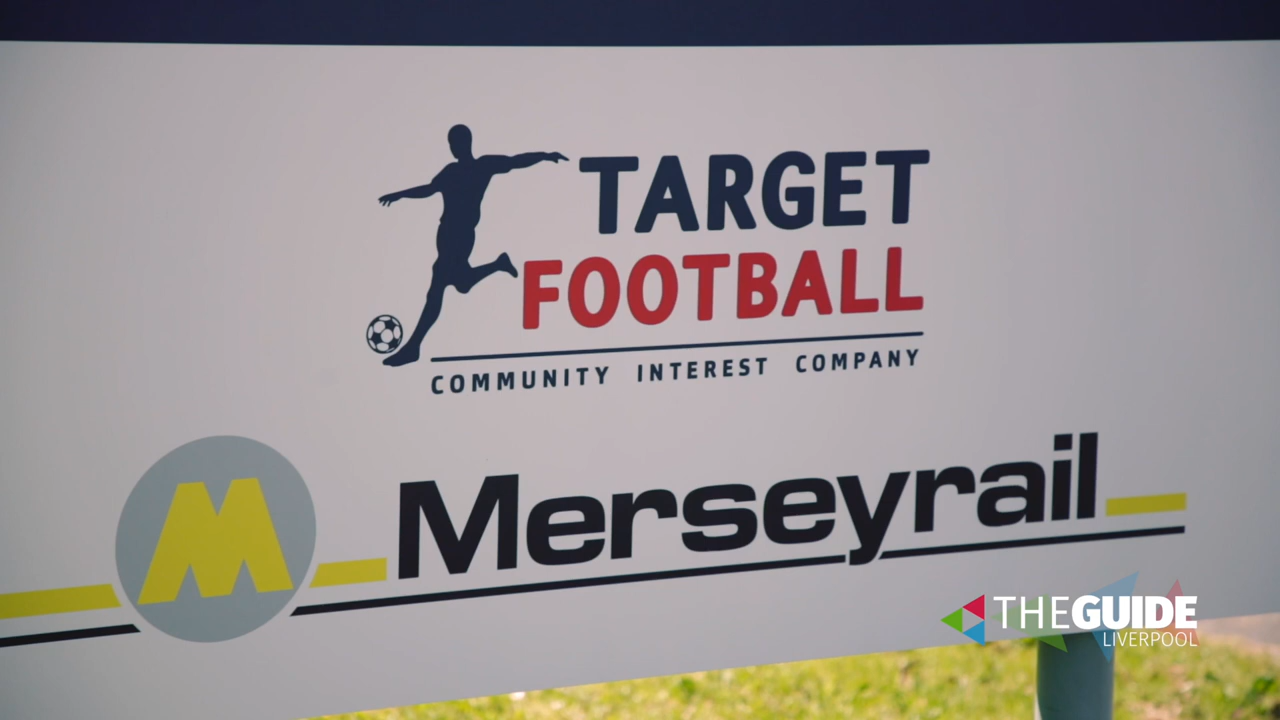 TARGET
FOOTBALL
COMMUNITY INTEREST COMPANY
M Merseyrail
THEGUIDE
LIVERPOOL